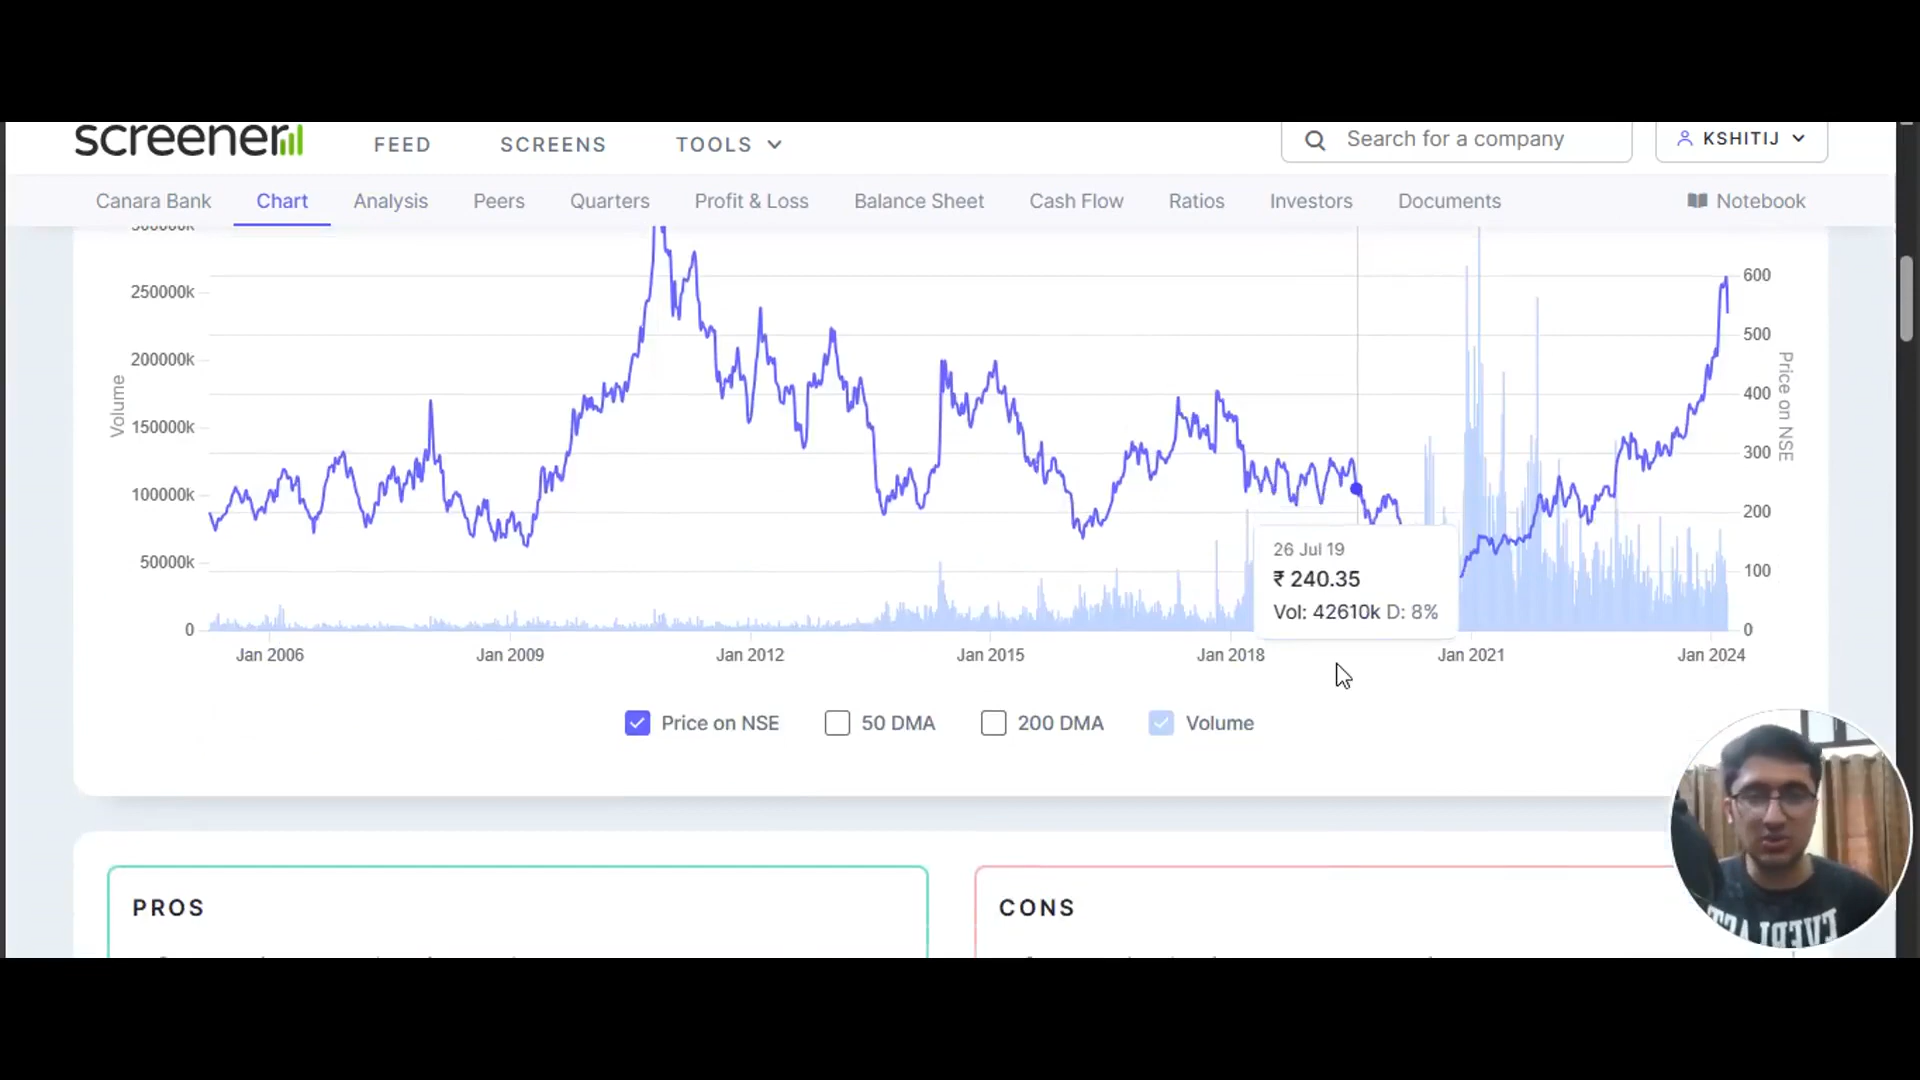 screener
FEED
SCREENS
TOOLS
Search for a company
KSHITIJ
Canara Bank
Chart
Analysis
Peers
Quarters
Profit & Loss
Balance Sheet
Cash Flow
Ratios
Investors
Documents
Notebook
300000k
250000k
200000k
150000k
100000k
50000k
0
Volume
600
500
400
300
200
100
0
Price on NSE
26 Jul 19
₹ 240.35
Vol: 42610k D: 8%
Jan 2006
Jan 2009
Jan 2012
Jan 2015
Jan 2018
Jan 2021
Jan 2024
Price on NSE
50 DMA
200 DMA
Volume
PROS
CONS